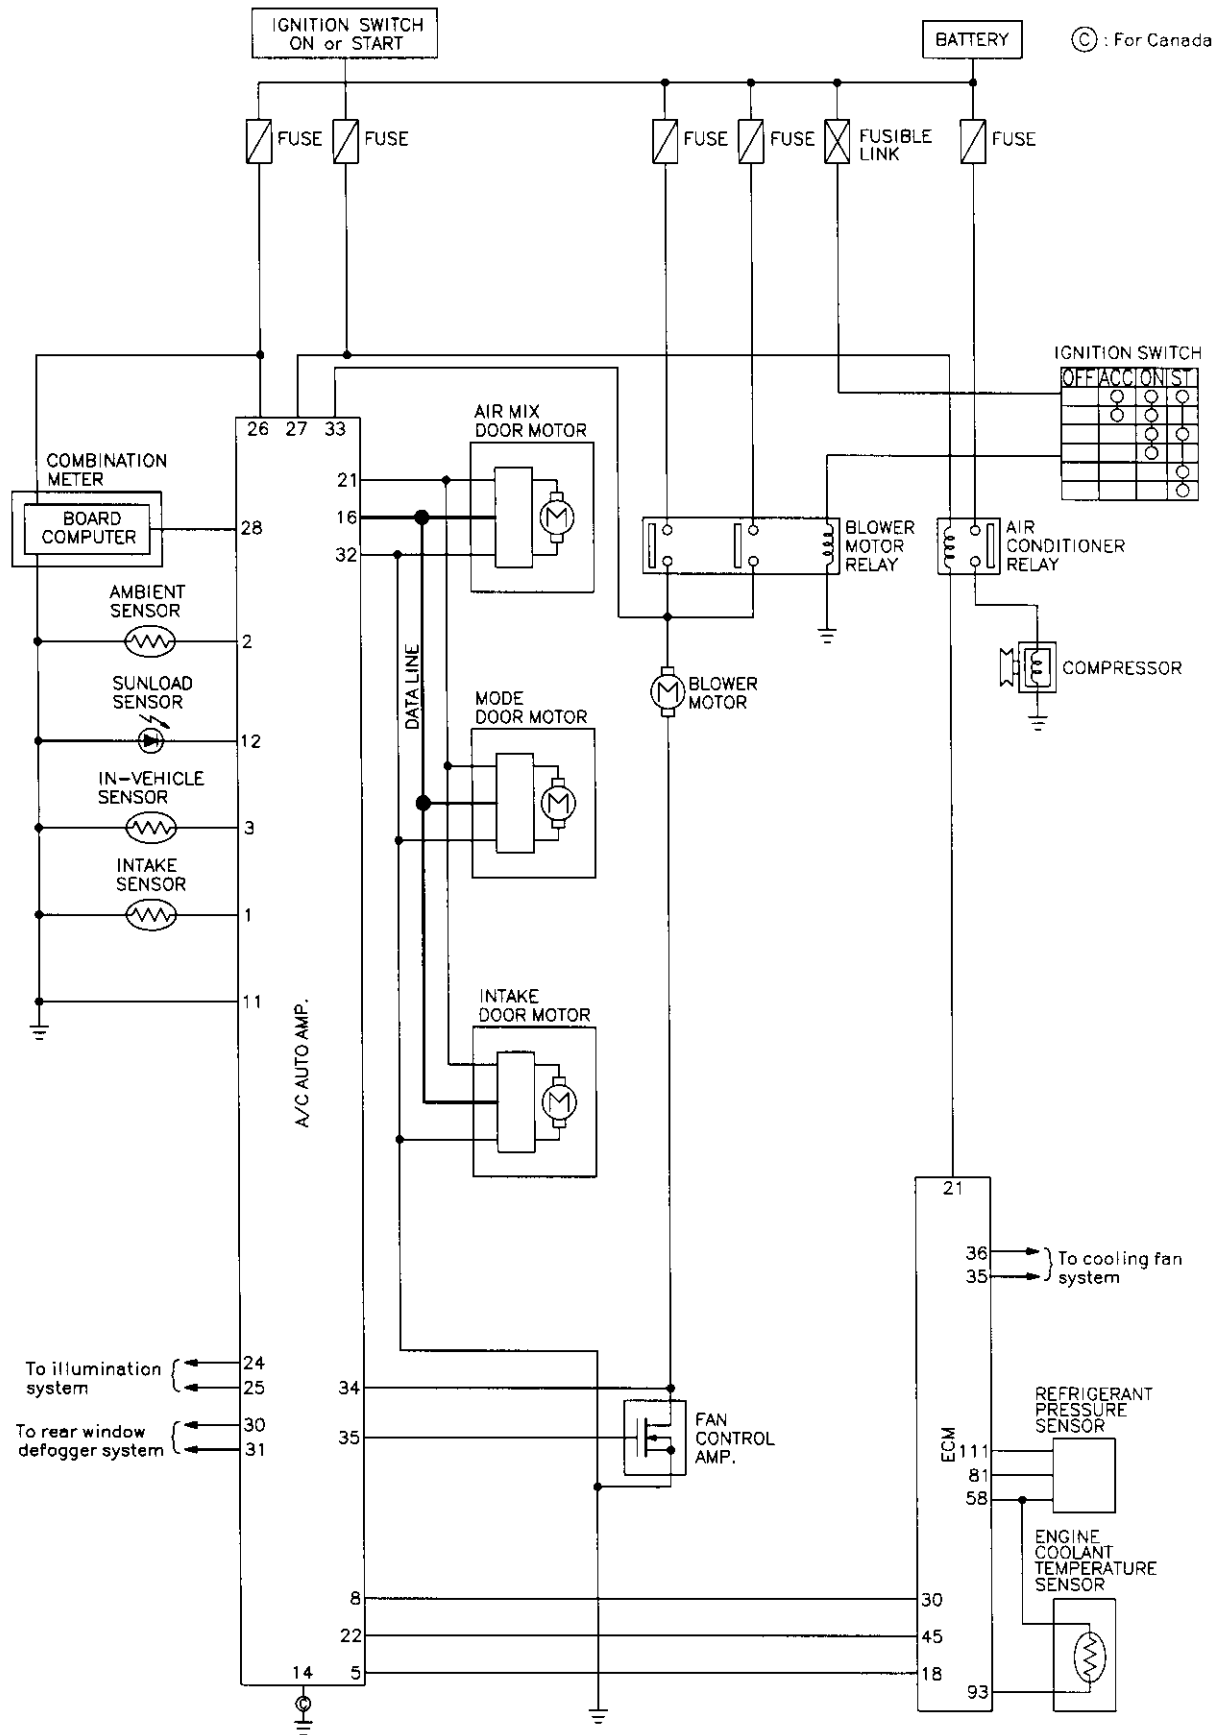 IGNITION SWITCH
ON or START
BATTERY
Ⓒ : For Canada
FUSE
FUSE
FUSE
FUSE
FUSIBLE
LINK
FUSE
IGNITION SWITCH
OFF ACC ON ST
26 27 33
AIR MIX
DOOR MOTOR
COMBINATION
METER
BOARD
COMPUTER
28
21
16
32
M
BLOWER
MOTOR
RELAY
AIR
CONDITIONER
RELAY
AMBIENT
SENSOR
2
COMPRESSOR
SUNLOAD
SENSOR
12
DATA LINE
MODE
DOOR MOTOR
M
M
BLOWER
MOTOR
IN-VEHICLE
SENSOR
3
INTAKE
SENSOR
1
11
A/C AUTO AMP.
INTAKE
DOOR MOTOR
M
21
36
35
To cooling fan
system
To illumination
system
24
25
To rear window
defogger system
30
31
34
35
FAN
CONTROL
AMP.
ECM
REFRIGERANT
PRESSURE
SENSOR
111
81
58
ENGINE
COOLANT
TEMPERATURE
SENSOR
8
30
22
45
5
18
93
14
Ⓒ